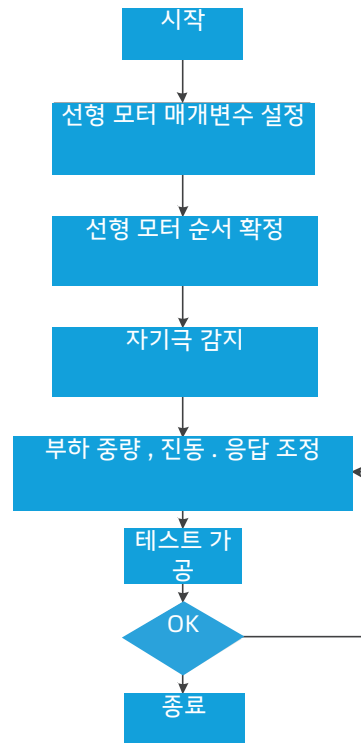 시작
선형 모터 매개변수 설정
선형 모터 순서 확정
자기극 감지
부하 중량 , 진동 . 응답 조정
테스트 가
공
OK
종료